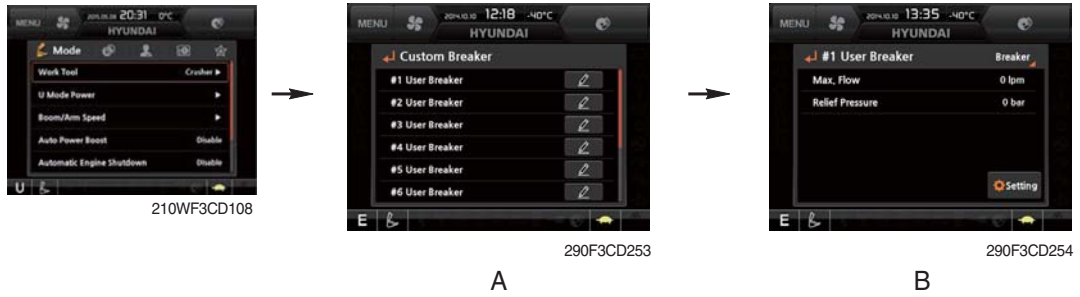 MENU 2015.01.08 20:31 0°C
HYUNDAI
Mode
Work Tool Crusher ▶
U Mode Power ▶
Boom/Arm Speed ▶
Auto Power Boost Disable
Automatic Engine Shutdown Disable
U
210WF3CD108
MENU 2014.10.10 12:18 -40°C
HYUNDAI
Custom Breaker
#1 User Breaker
#2 User Breaker
#3 User Breaker
#4 User Breaker
#5 User Breaker
#6 User Breaker
E
290F3CD253
A
MENU 2014.10.10 13:35 -40°C
HYUNDAI
#1 User Breaker Breaker
Max, Flow 0 lpm
Relief Pressure 0 bar
Setting
E
290F3CD254
B